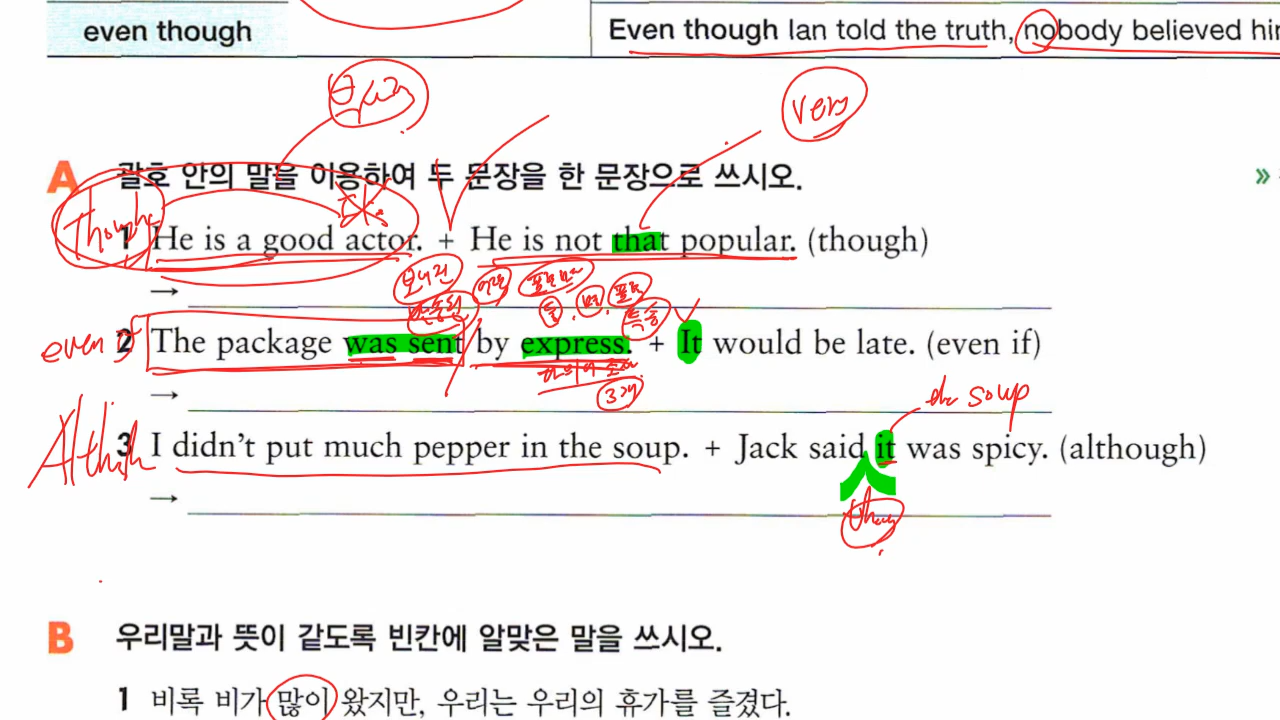 even though Even though Ian told the truth, nobody believed hi
very
A 괄호 안의 말을 이용하여 두 문장을 한 문장으로 쓰시오. »
Though 1 He is a good actor. + He is not that popular. (though)
→
특송
even if 2 The package was sent by express. + It would be late. (even if)
3개
→
the soup
3 I didn't put much pepper in the soup. + Jack said it was spicy. (although)
→
B 우리말과 뜻이 같도록 빈칸에 알맞은 말을 쓰시오.
1 비록 비가 많이 왔지만, 우리는 우리의 휴가를 즐겼다.